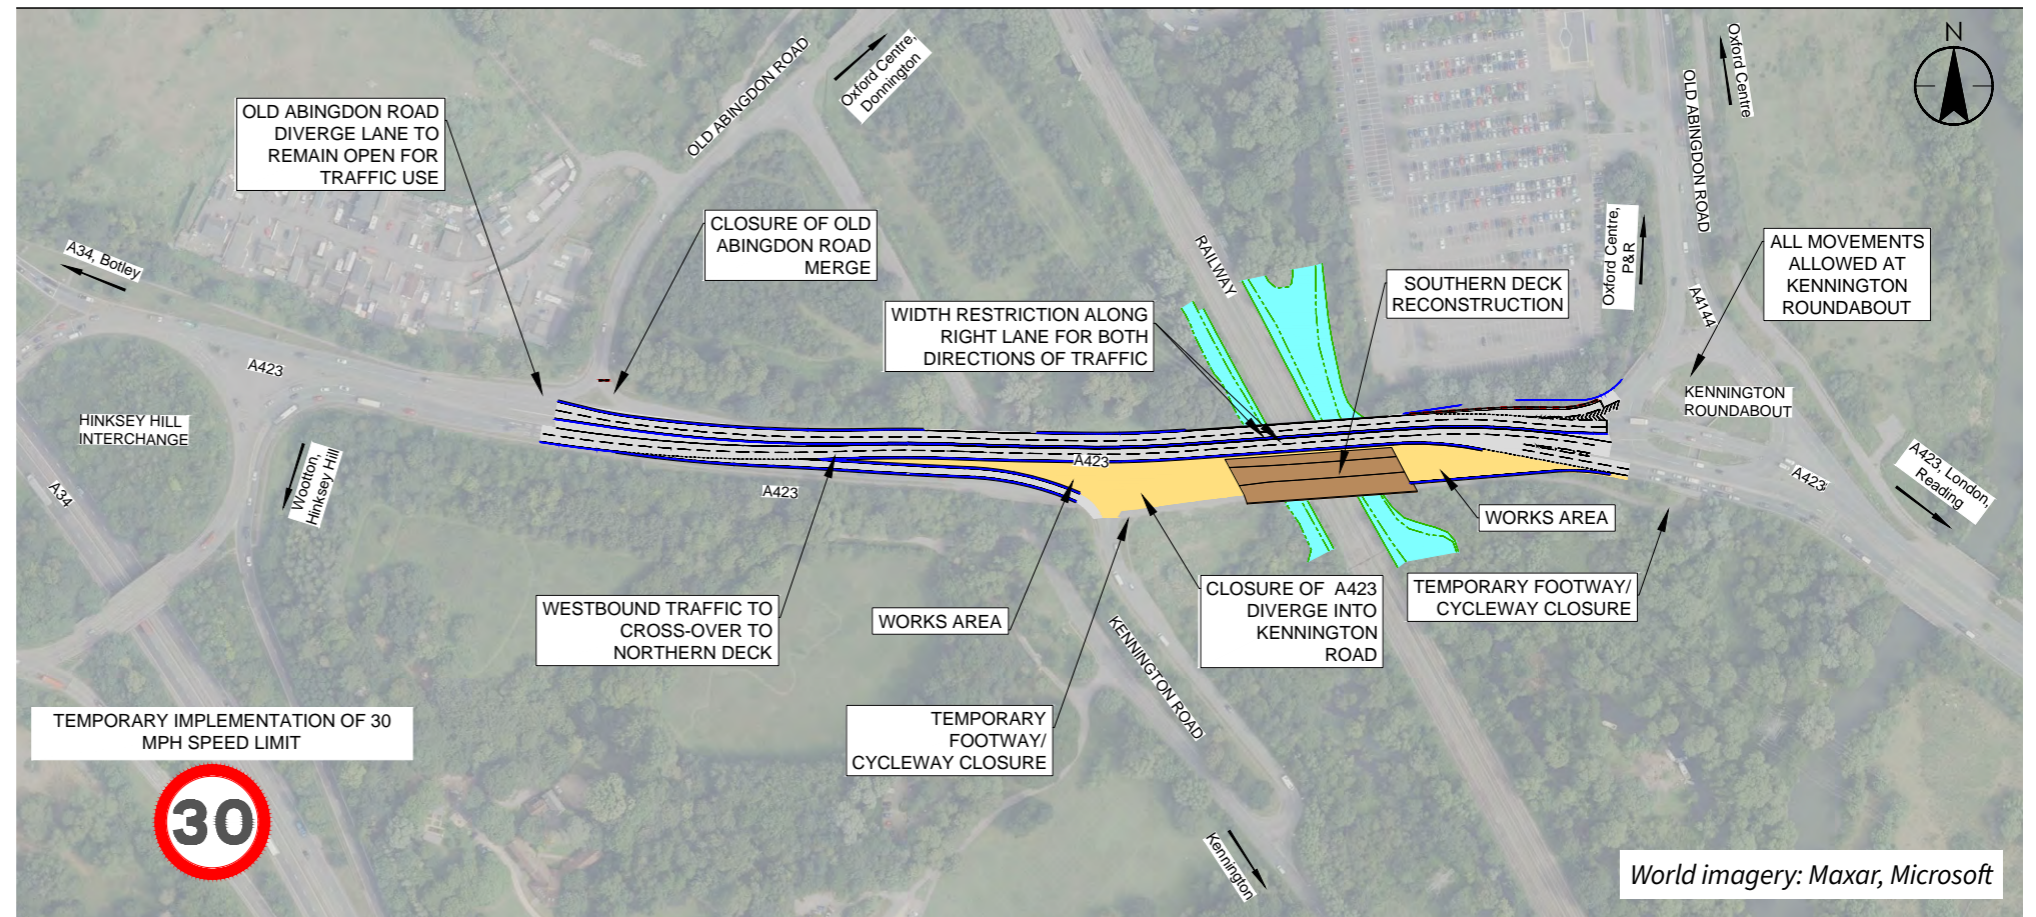 OLD ABINGDON ROAD
DIVERGE LANE TO
REMAIN OPEN FOR
TRAFFIC USE
OLD ABINGDON ROAD
Oxford Centre,
Donnington
Oxford Centre
OLD ABINGDON ROAD
N
CLOSURE OF OLD
ABINGDON ROAD
MERGE
A34, Botley
RAILWAY
Oxford Centre,
P&R
ALL MOVEMENTS
ALLOWED AT
KENNINGTON
ROUNDABOUT
SOUTHERN DECK
RECONSTRUCTION
A4144
WIDTH RESTRICTION ALONG
RIGHT LANE FOR BOTH
DIRECTIONS OF TRAFFIC
A423
KENNINGTON
ROUNDABOUT
HINKSEY HILL
INTERCHANGE
Wootton,
Hinksey Hill
A34
A423
A423
A423
A423, London,
Reading
WORKS AREA
WESTBOUND TRAFFIC TO
CROSS-OVER TO
NORTHERN DECK
WORKS AREA
CLOSURE OF A423
DIVERGE INTO
KENNINGTON
ROAD
TEMPORARY FOOTWAY/
CYCLEWAY CLOSURE
KENNINGTON ROAD
TEMPORARY
FOOTWAY/
CYCLEWAY CLOSURE
TEMPORARY IMPLEMENTATION OF 30
MPH SPEED LIMIT
30
Kennington
World imagery: Maxar, Microsoft